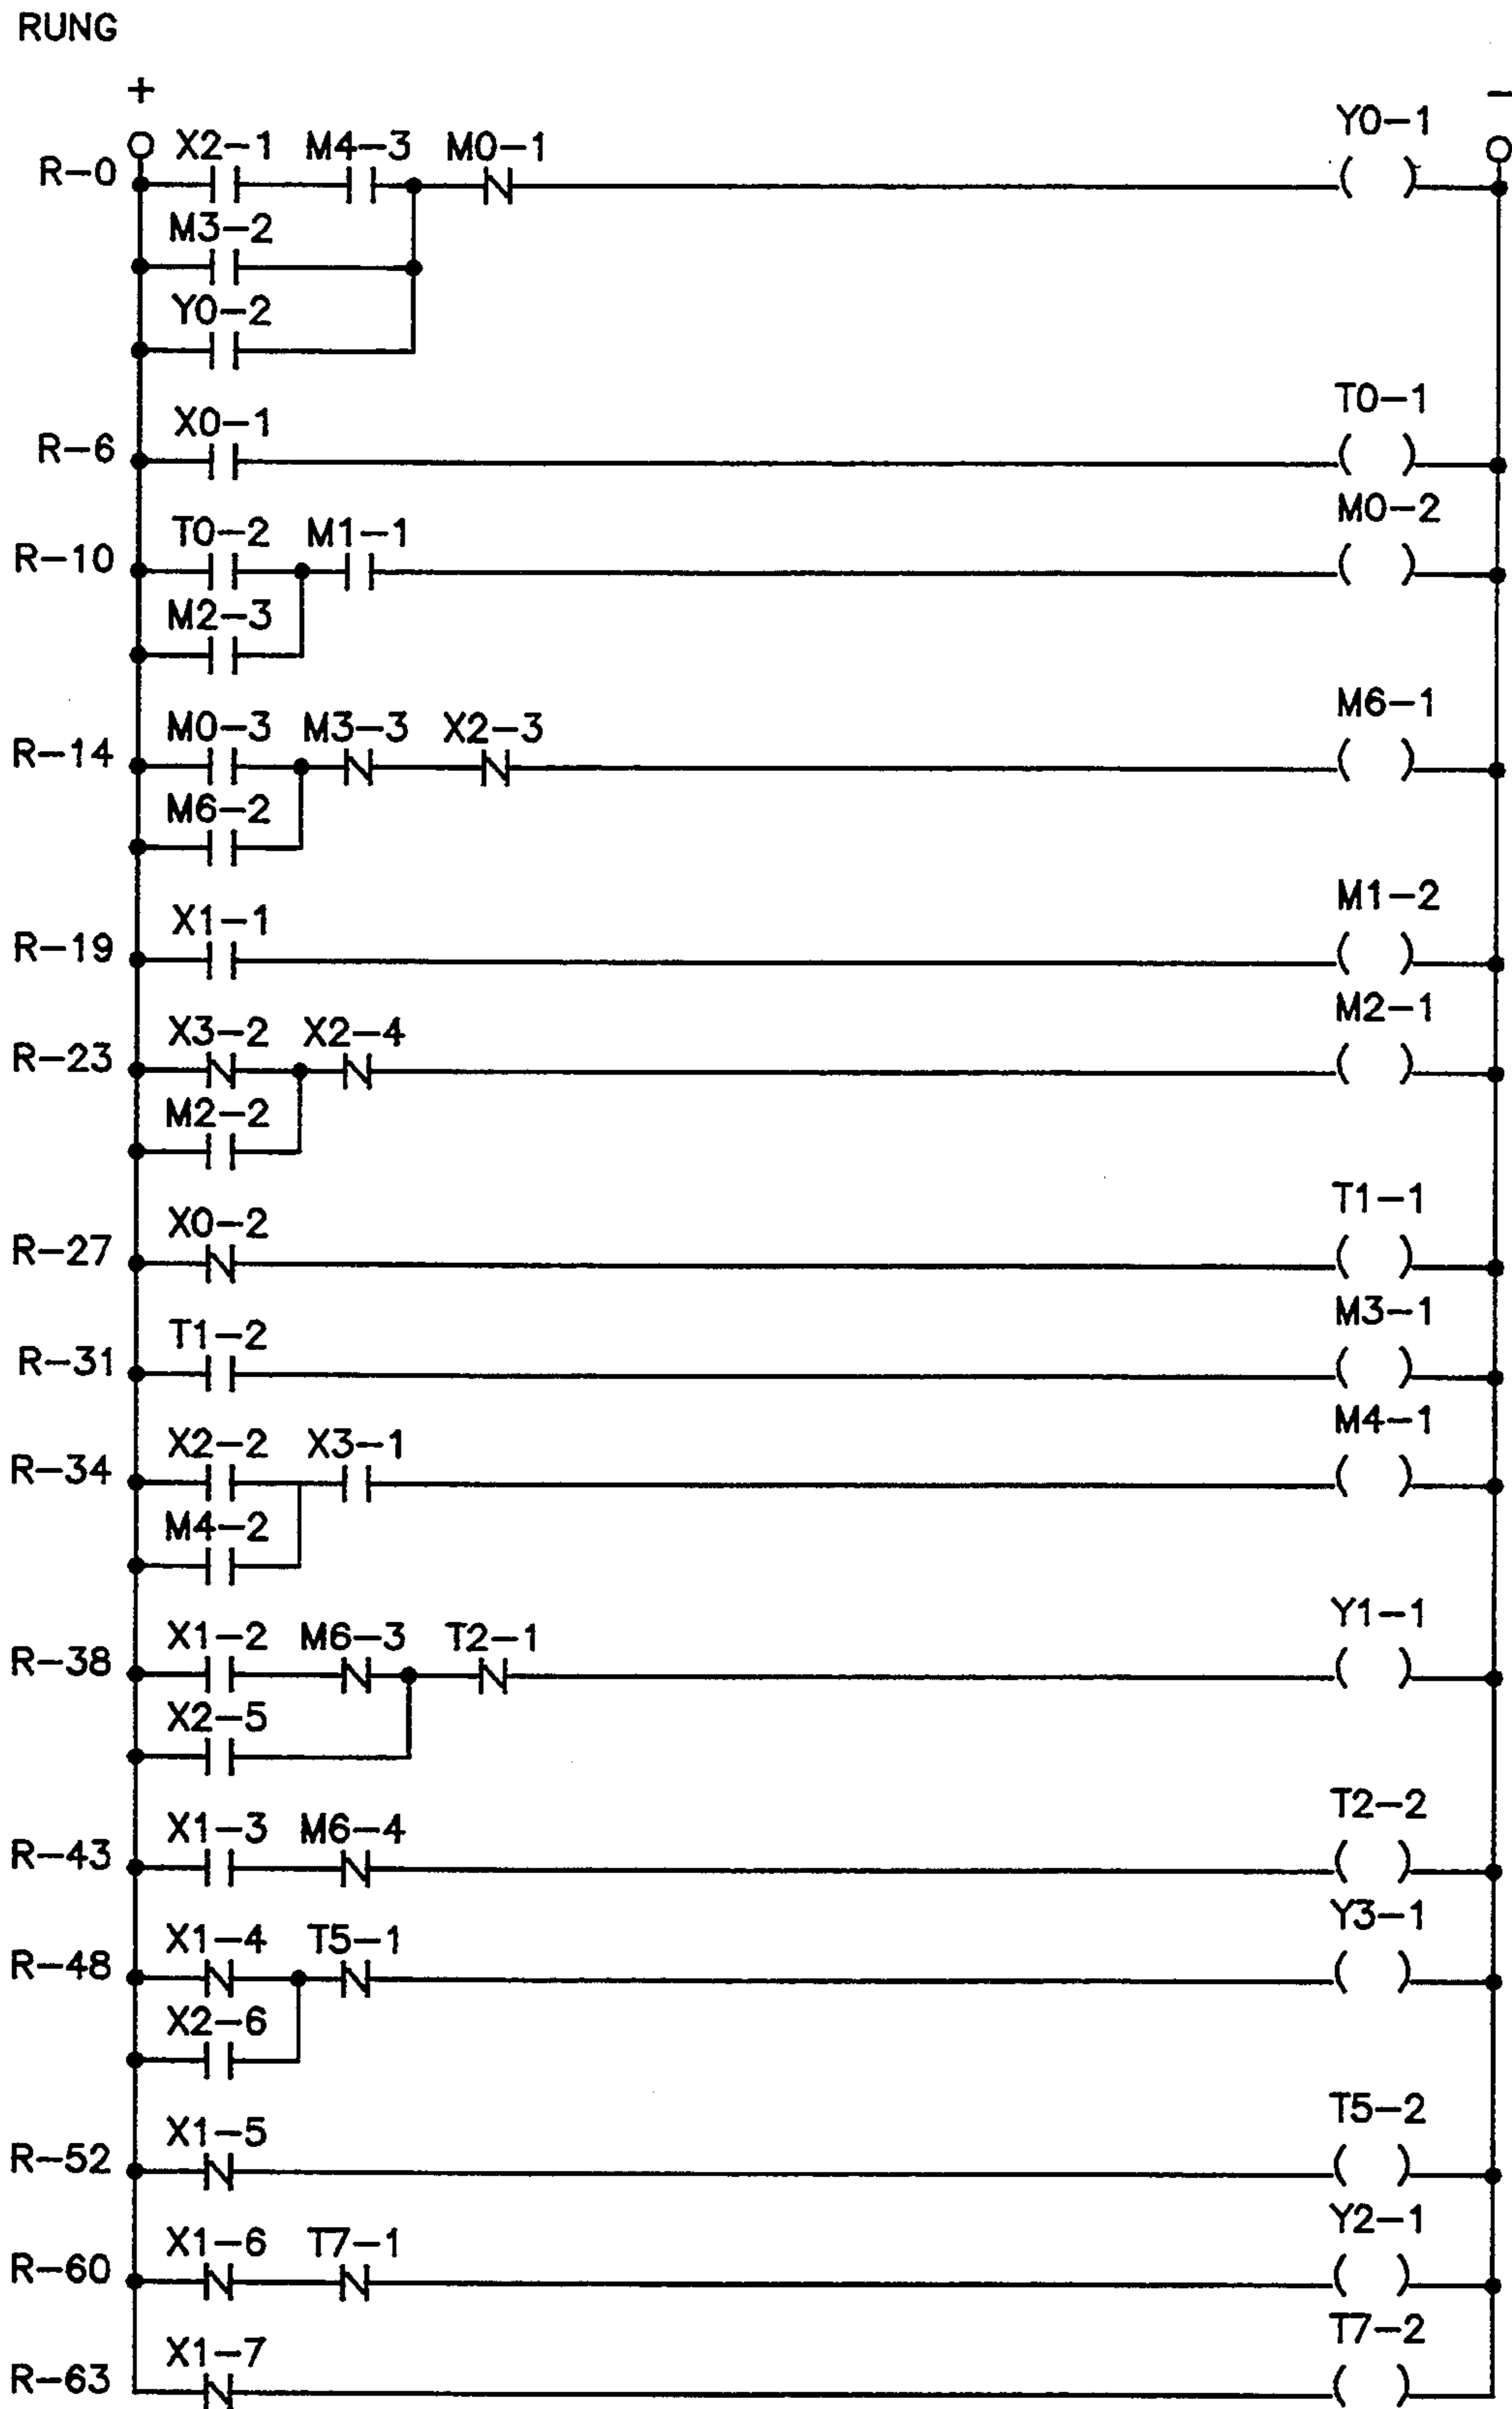 RUNG
+ −
X2-1 M4-3 M0-1 Y0-1
R-0
M3-2
Y0-2
X0-1 T0-1
R-6
T0-2 M1-1 M0-2
R-10
M2-3
M0-3 M3-3 X2-3 M6-1
R-14
M6-2
X1-1 M1-2
R-19
X3-2 X2-4 M2-1
R-23
M2-2
X0-2 T1-1
R-27
T1-2 M3-1
R-31
X2-2 X3-1 M4-1
R-34
M4-2
X1-2 M6-3 T2-1 Y1-1
R-38
X2-5
X1-3 M6-4 T2-2
R-43
X1-4 T5-1 Y3-1
R-48
X2-6
X1-5 T5-2
R-52
X1-6 T7-1 Y2-1
R-60
X1-7 T7-2
R-63